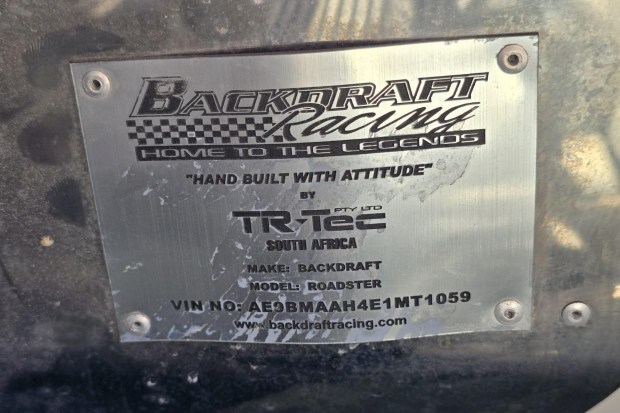 BACKDRAFT
Racing
HOME TO THE LEGENDS
"HAND BUILT WITH ATTITUDE"
BY
TR-Tec PTY LTD
SOUTH AFRICA
MAKE: BACKDRAFT
MODEL: ROADSTER
VIN NO: AE9BMAAH4E1MT1059
www.backdraftracing.com